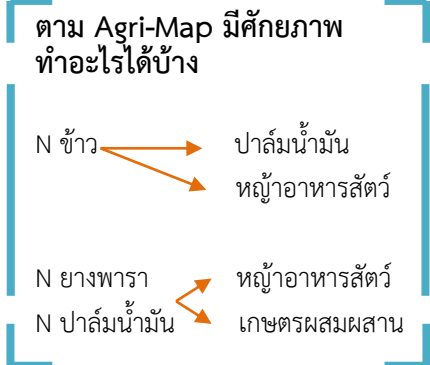 ตาม Agri-Map มีศักยภาพ
ทำอะไรได้บ้าง
N ข้าว ปาล์มน้ำมัน
หญ้าอาหารสัตว์
N ยางพารา หญ้าอาหารสัตว์
N ปาล์มน้ำมัน เกษตรผสมผสาน